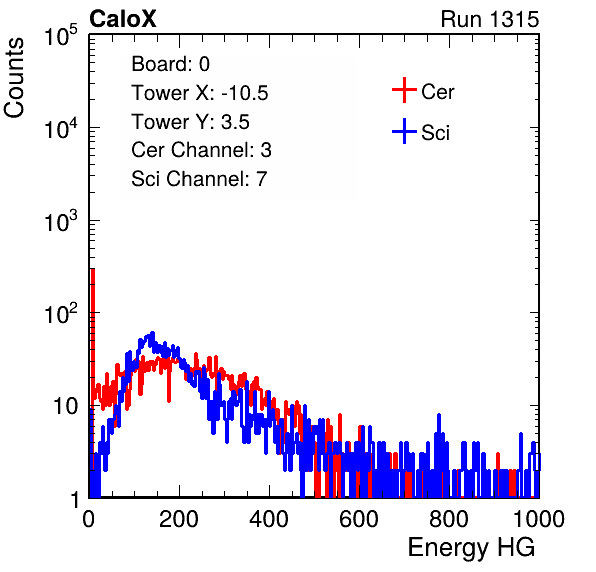 CaloX Run 1315
Counts
10^5
10^4
10^3
10^2
10
1
Board: 0
Tower X: -10.5
Tower Y: 3.5
Cer Channel: 3
Sci Channel: 7
Cer
Sci
0 200 400 600 800 1000
Energy HG